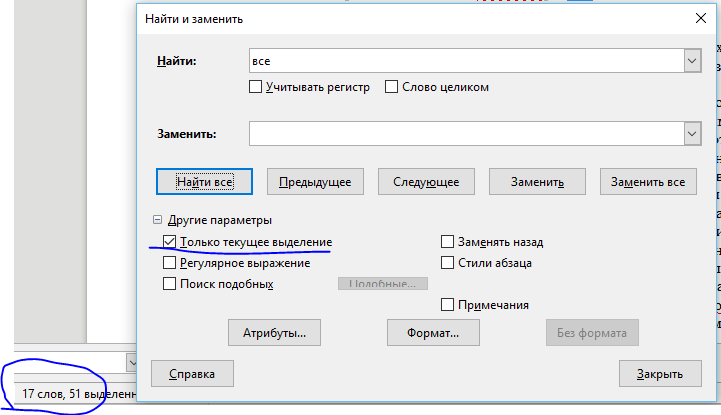 Найти и заменить
Найти: все
Учитывать регистр Слово целиком
Заменить:
Найти все Предыдущее Следующее Заменить Заменить все
Другие параметры
Только текущее выделение Заменять назад
Регулярное выражение Стили абзаца
Поиск подобных Подобные...
Примечания
Атрибуты... Формат... Без формата
Справка Закрыть
17 слов, 51